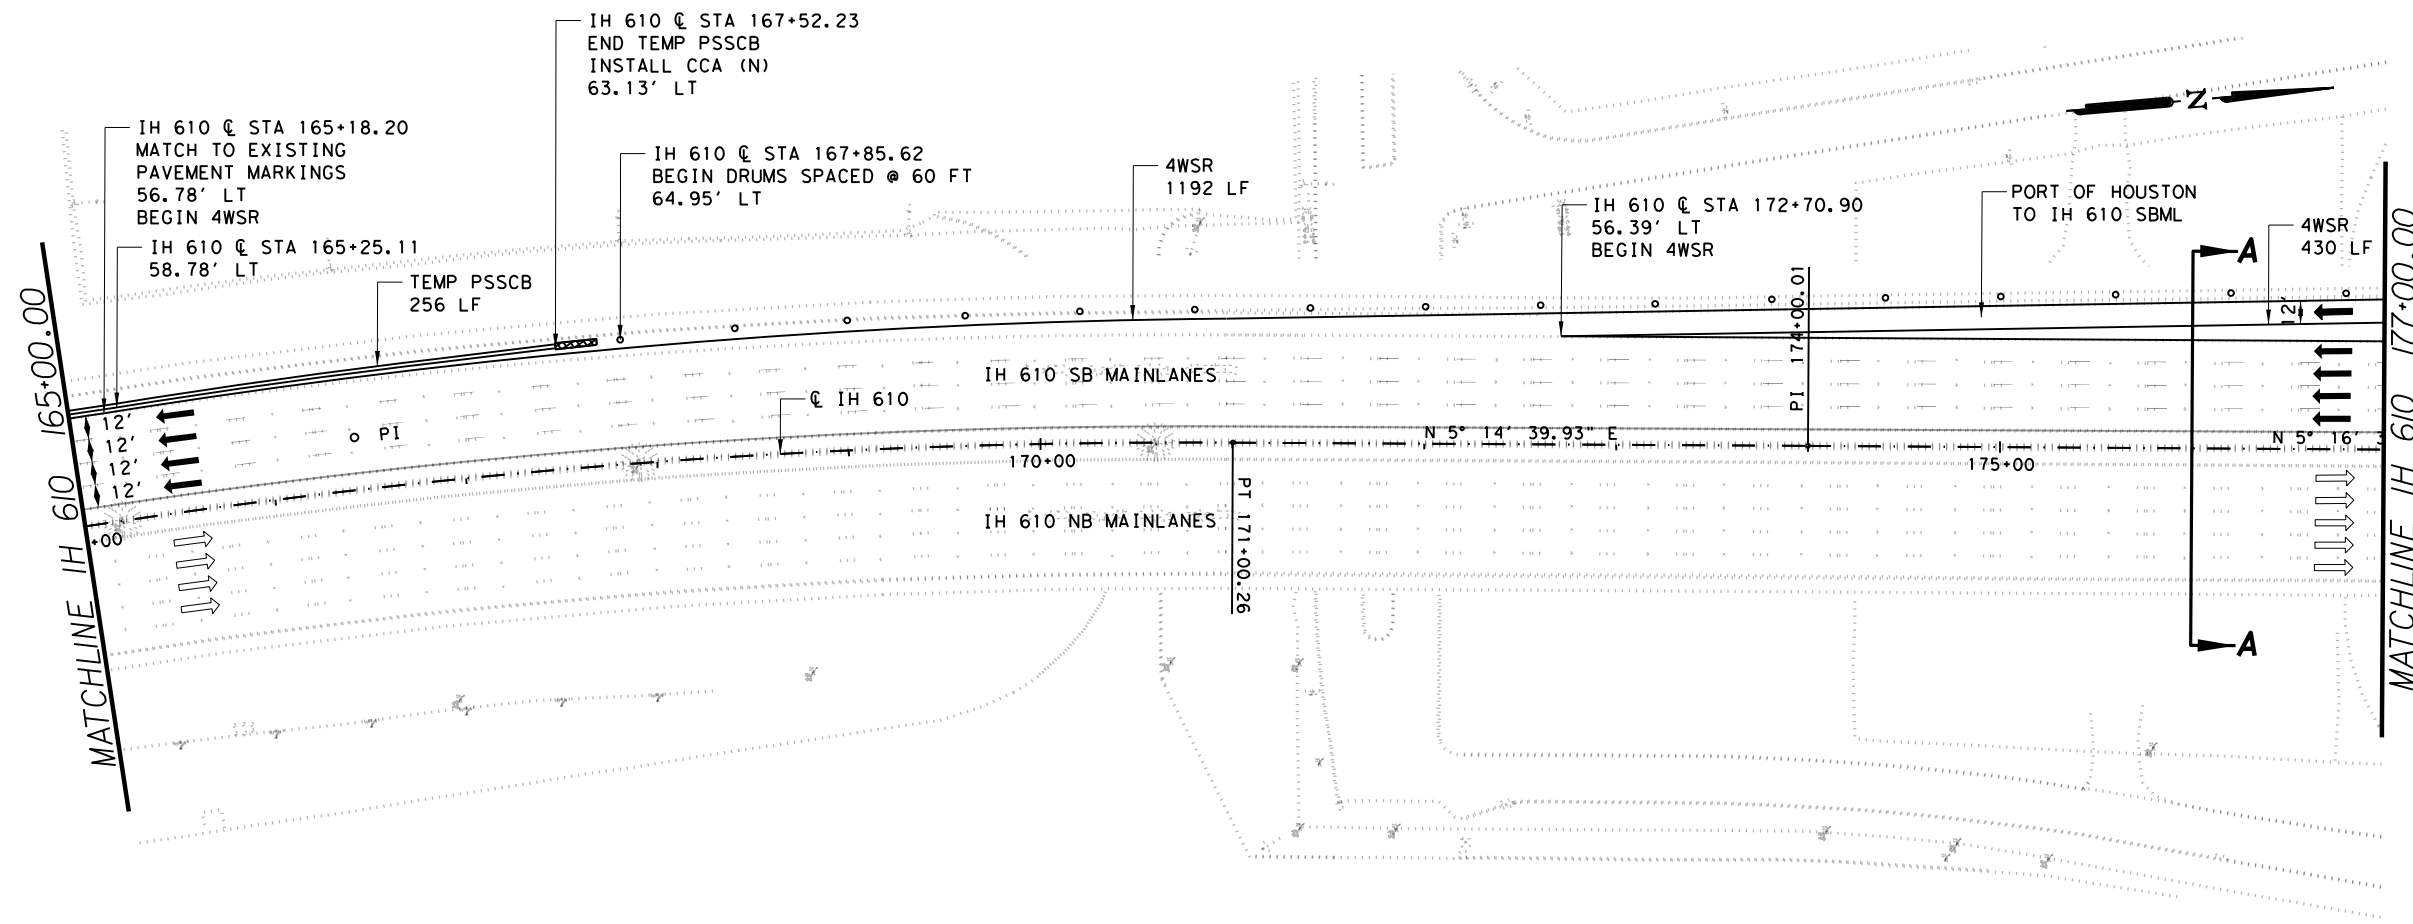 IH 610 ℄ STA 167+52.23
END TEMP PSSCB
INSTALL CCA (N)
63.13' LT
IH 610 ℄ STA 165+18.20
MATCH TO EXISTING
PAVEMENT MARKINGS
56.78' LT
BEGIN 4WSR
IH 610 ℄ STA 165+25.11
58.78' LT
TEMP PSSCB
256 LF
IH 610 ℄ STA 167+85.62
BEGIN DRUMS SPACED @ 60 FT
64.95' LT
4WSR
1192 LF
IH 610 ℄ STA 172+70.90
56.39' LT
BEGIN 4WSR
PORT OF HOUSTON
TO IH 610 SBML
4WSR
430 LF
N
A
A
12'
PI 174+00.01
IH 610 SB MAINLANES
℄ IH 610
PI
12'
12'
12'
12'
N 5° 14' 39.93" E
N 5° 16' 3
170+00
175+00
+00
PT 171+00.26
IH 610 NB MAINLANES
MATCHLINE IH 610 165+00.00
MATCHLINE IH 610 177+00.00